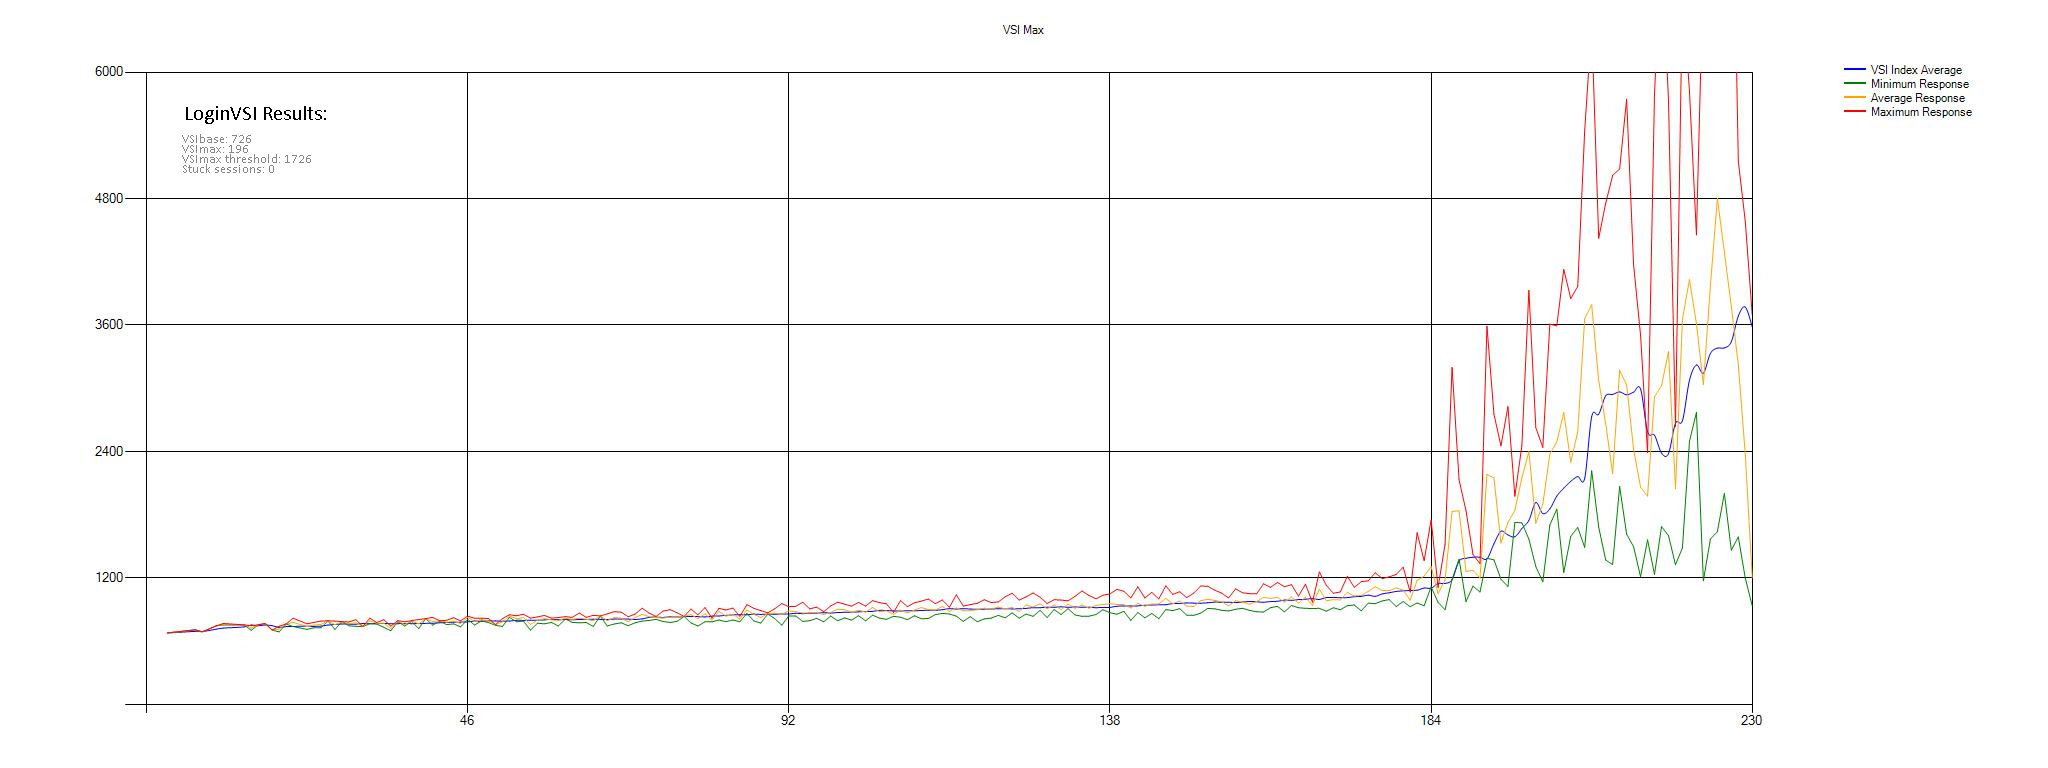 VSI Max
6000
4800
3600
2400
1200
46
92
138
184
230
LoginVSI Results:
VSIbase: 726
VSImax: 196
VSImax threshold: 1726
Stuck sessions: 0
VSI Index Average
Minimum Response
Average Response
Maximum Response